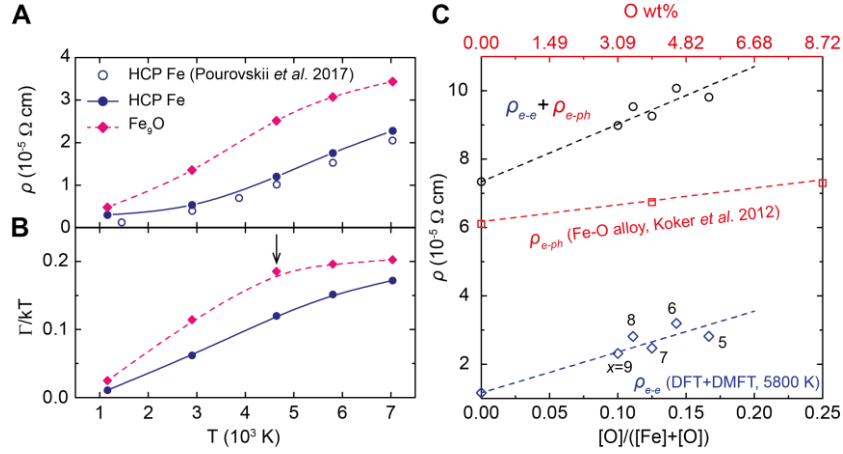 A
4
3
2
1
0
ρ (10⁻⁵ Ω cm)
HCP Fe (Pourovskii et al. 2017)
HCP Fe
Fe₉O
B
0.2
0.1
0.0
Γ/kT
1 2 3 4 5 6 7
T (10³ K)
C
O wt%
0.00 1.49 3.09 4.82 6.68 8.72
10
8
6
4
2
ρ (10⁻⁵ Ω cm)
ρe-e + ρe-ph
ρe-ph (Fe-O alloy, Koker et al. 2012)
8
6
x=9
7
5
ρe-e (DFT+DMFT, 5800 K)
0.00 0.05 0.10 0.15 0.20 0.25
[O]/([Fe]+[O])